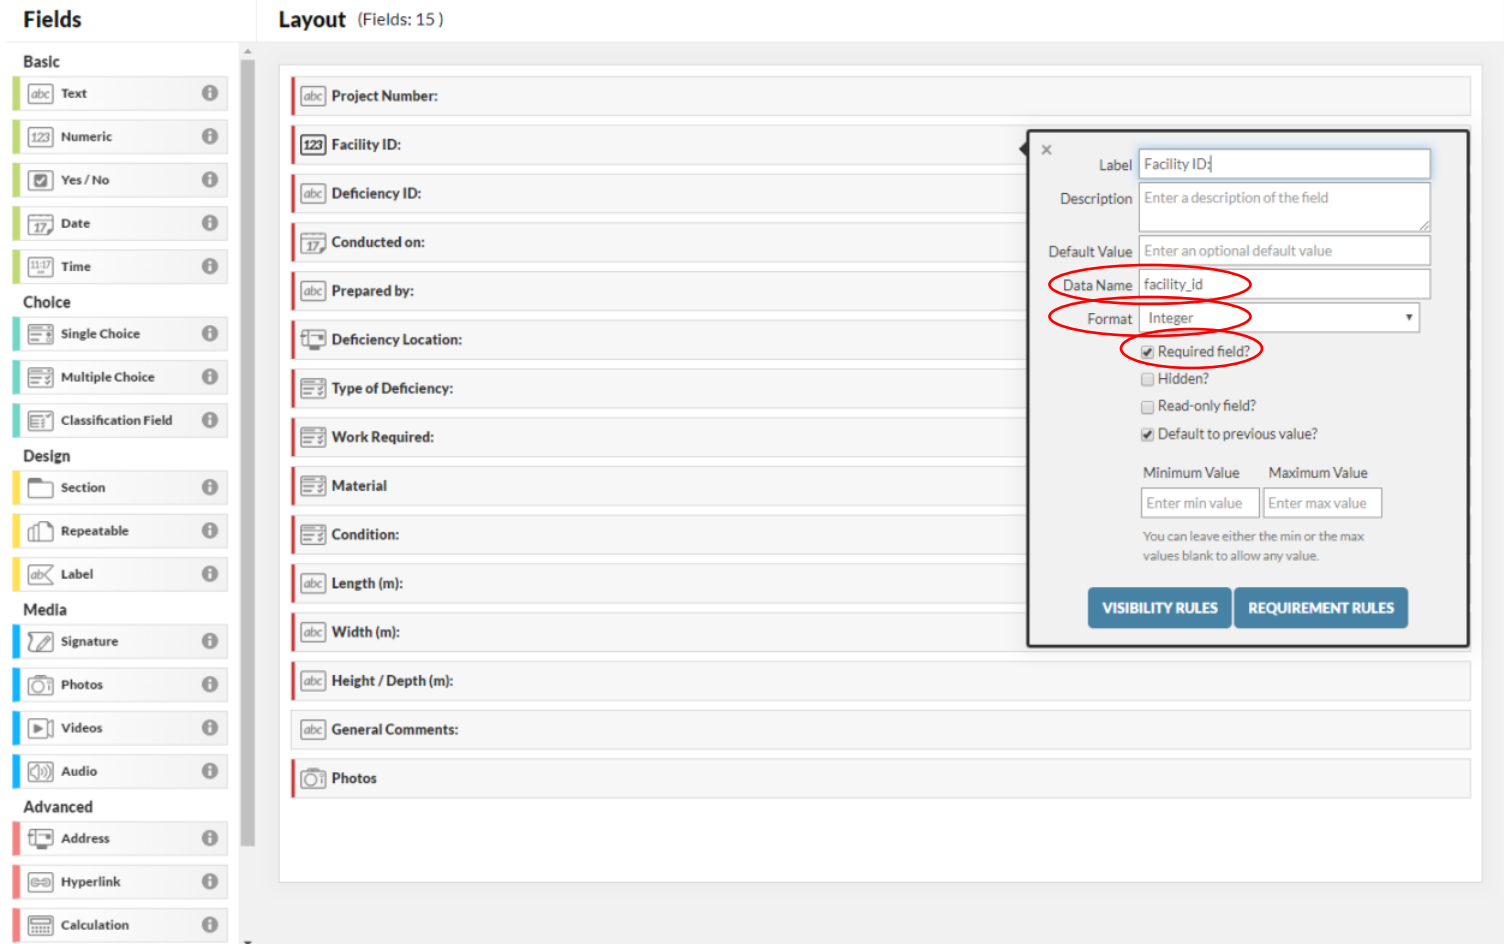 Fields
Layout (Fields: 15 )
Basic
abc Text
123 Numeric
Yes / No
17 Date
11:17 Time
Choice
Single Choice
Multiple Choice
Classification Field
Design
Section
Repeatable
ab Label
Media
Signature
Photos
Videos
Audio
Advanced
Address
Hyperlink
Calculation
abc Project Number:
123 Facility ID:
abc Deficiency ID:
17 Conducted on:
abc Prepared by:
Deficiency Location:
Type of Deficiency:
Work Required:
Material
Condition:
abc Length (m):
abc Width (m):
abc Height / Depth (m):
abc General Comments:
Photos
Label Facility ID:
Description Enter a description of the field
Default Value Enter an optional default value
Data Name facility_id
Format Integer
Required field?
Hidden?
Read-only field?
Default to previous value?
Minimum Value Maximum Value
Enter min value Enter max value
You can leave either the min or the max
values blank to allow any value.
VISIBILITY RULES REQUIREMENT RULES